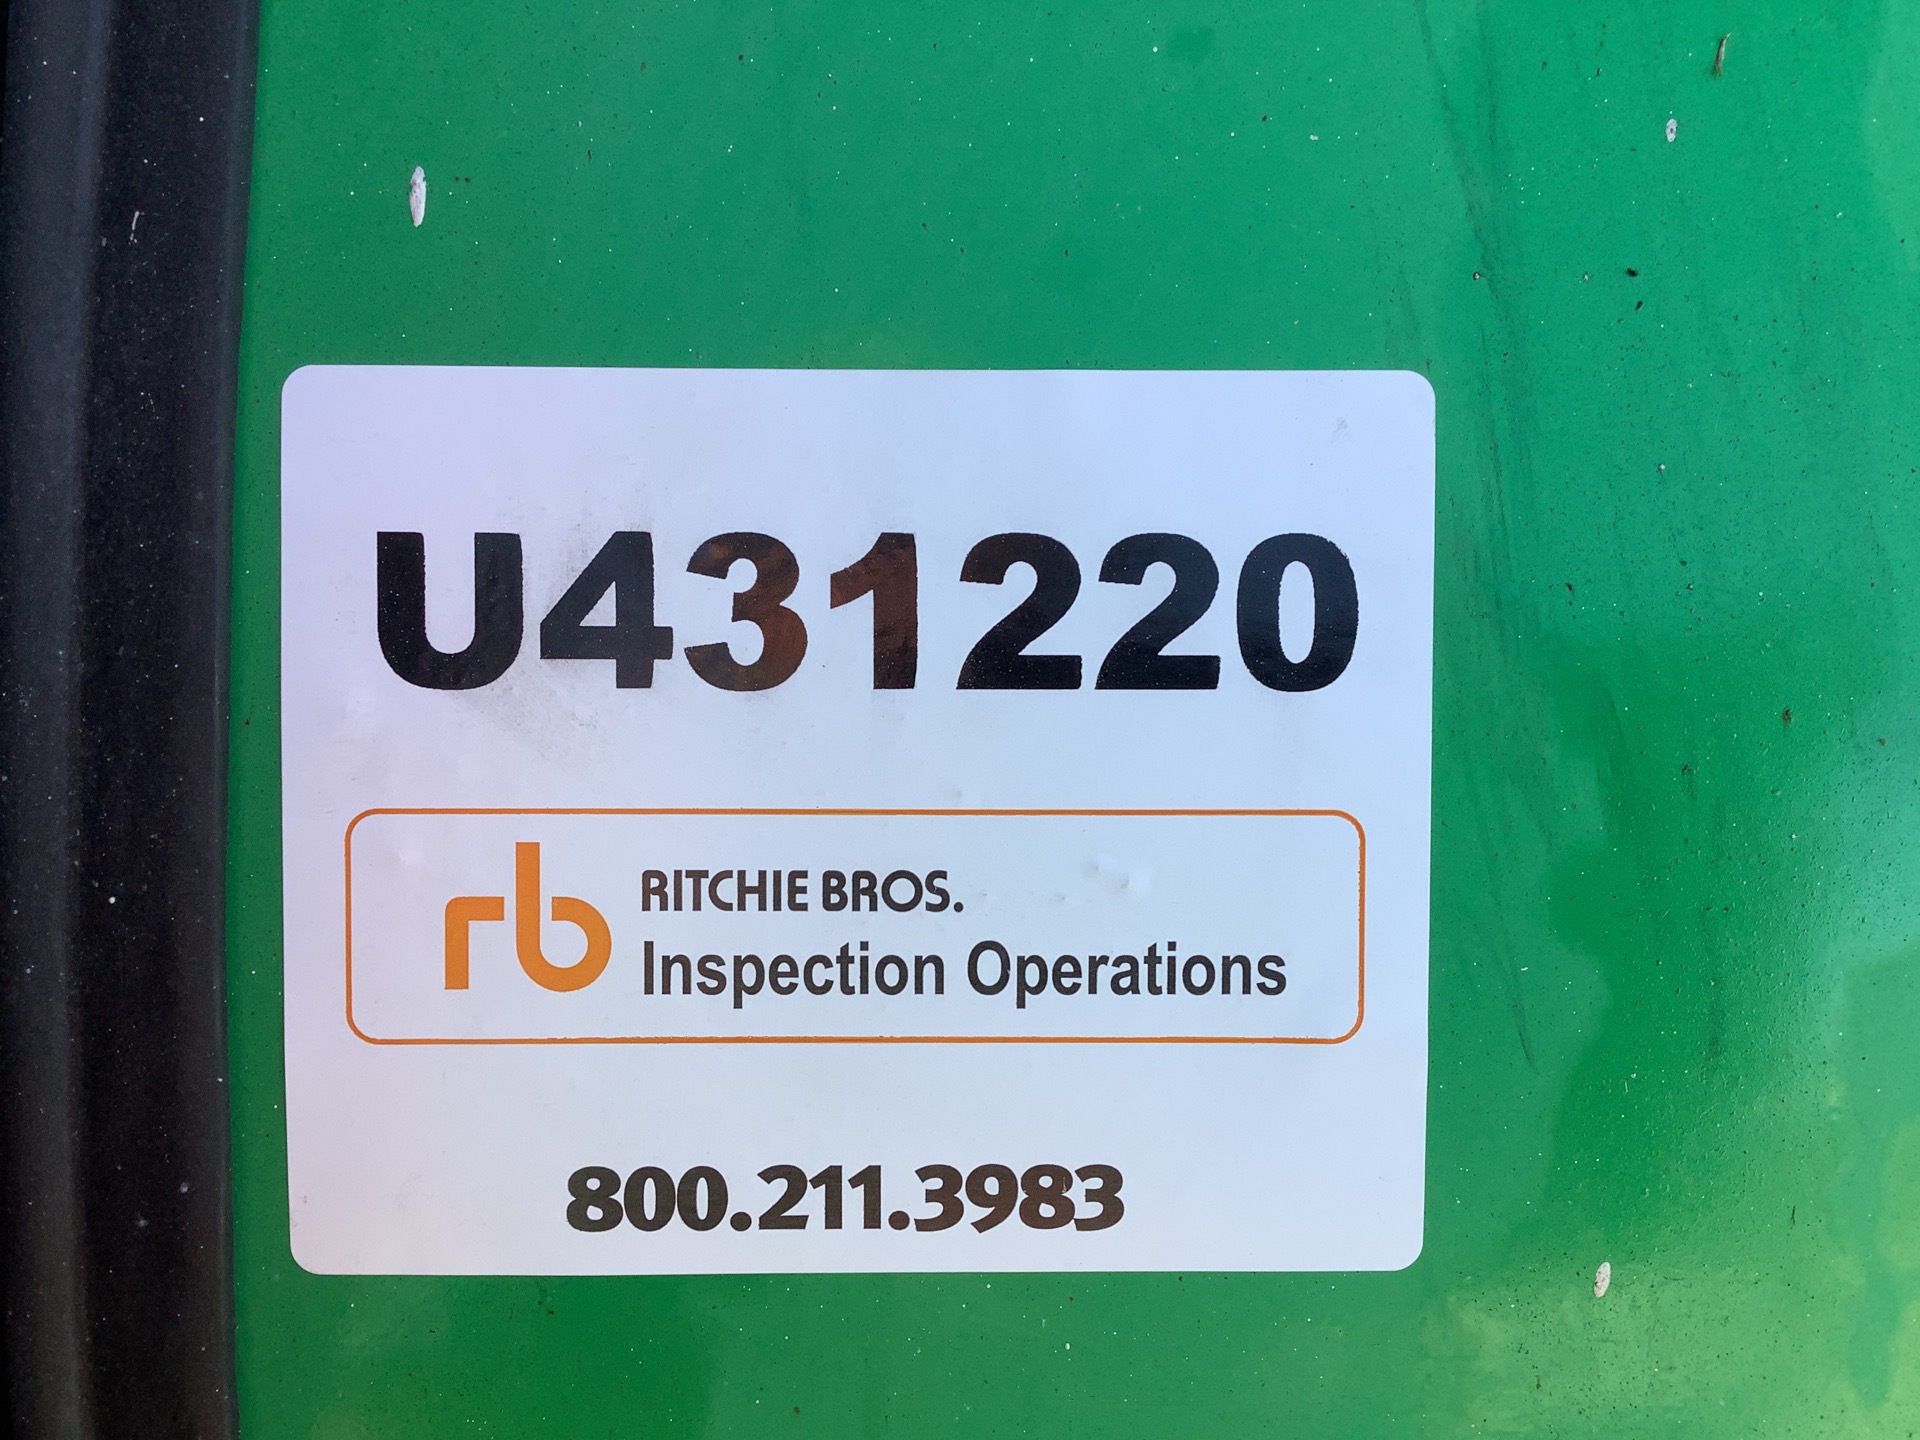 U431220
rb
RITCHIE BROS.
Inspection Operations
800.211.3983